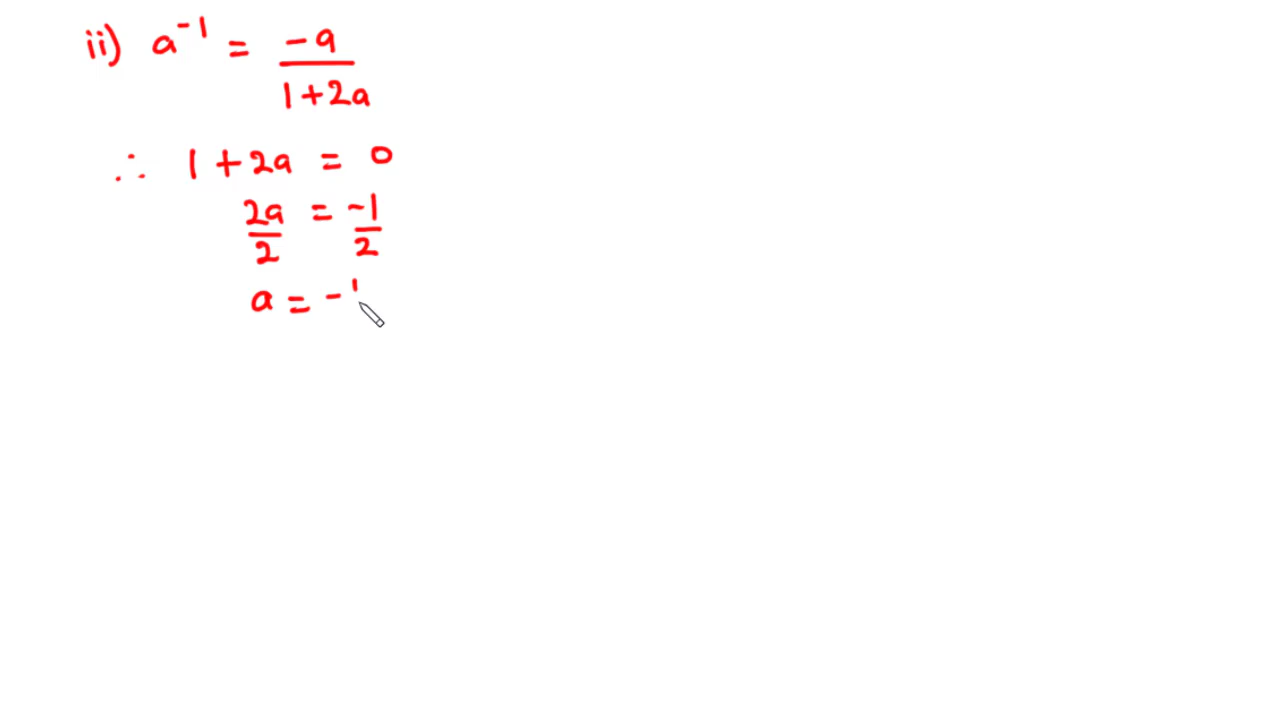 ii) a⁻¹ = -a / 1+2a
∴ 1 + 2a = 0
2a/2 = -1/2
a = -1